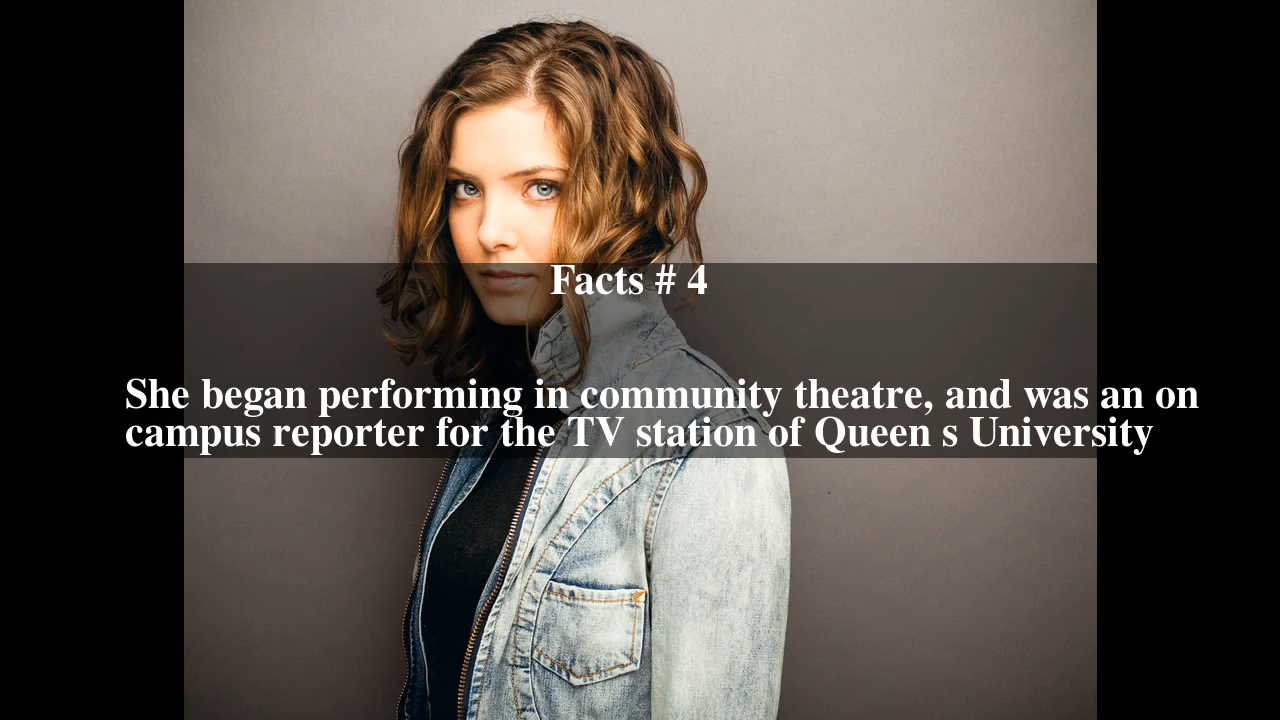 Facts # 4
She began performing in community theatre, and was an on
campus reporter for the TV station of Queen s University